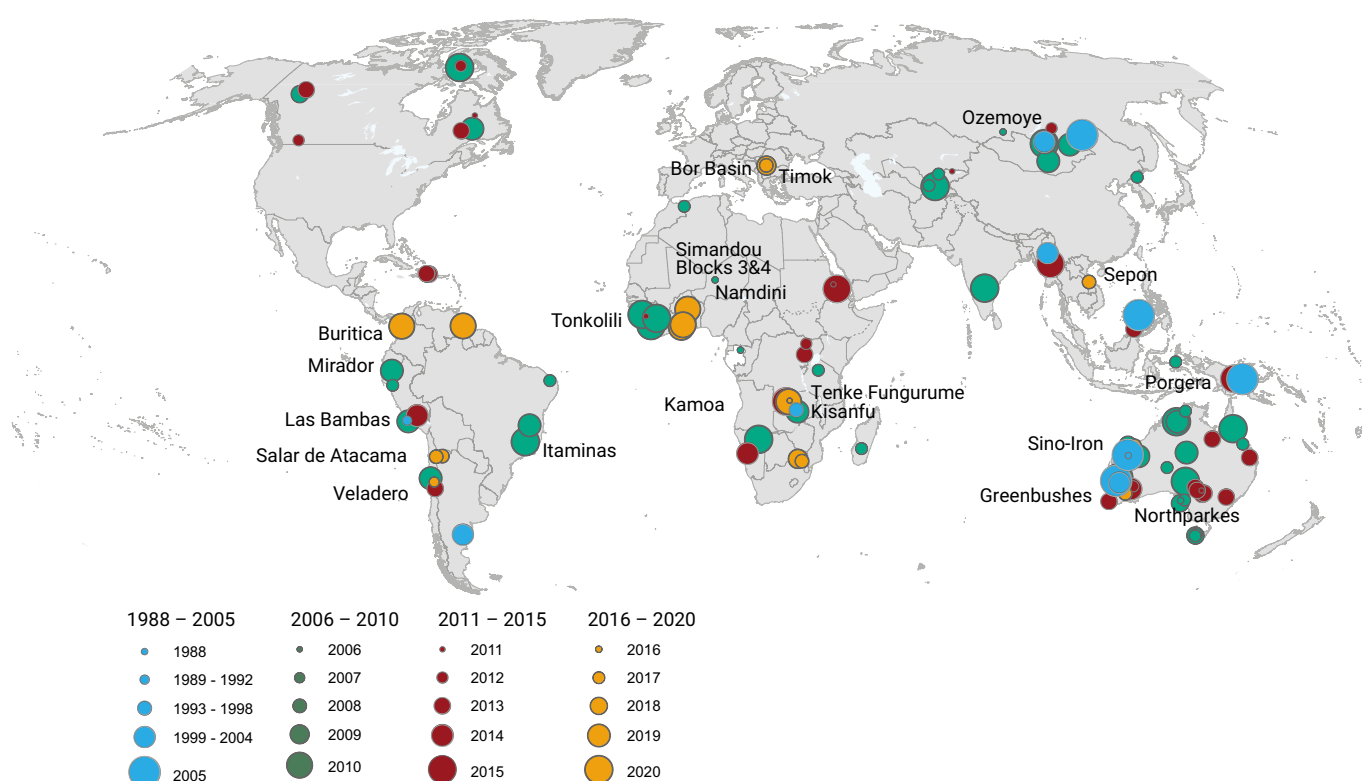 Ozemoye
Bor Basin
Timok
Simandou
Blocks 3&4
Namdini
Sepon
Tonkolili
Buritica
Mirador
Porgera
Tenke Fungurume
Kisanfu
Kamoa
Las Bambas
Sino-Iron
Itaminas
Salar de Atacama
Veladero
Greenbushes
Northparkes
1988 – 2005
2006 – 2010
2011 – 2015
2016 – 2020
1988
2006
2011
2016
1989 - 1992
2007
2012
2017
1993 - 1998
2008
2013
2018
1999 - 2004
2009
2014
2019
2005
2010
2015
2020